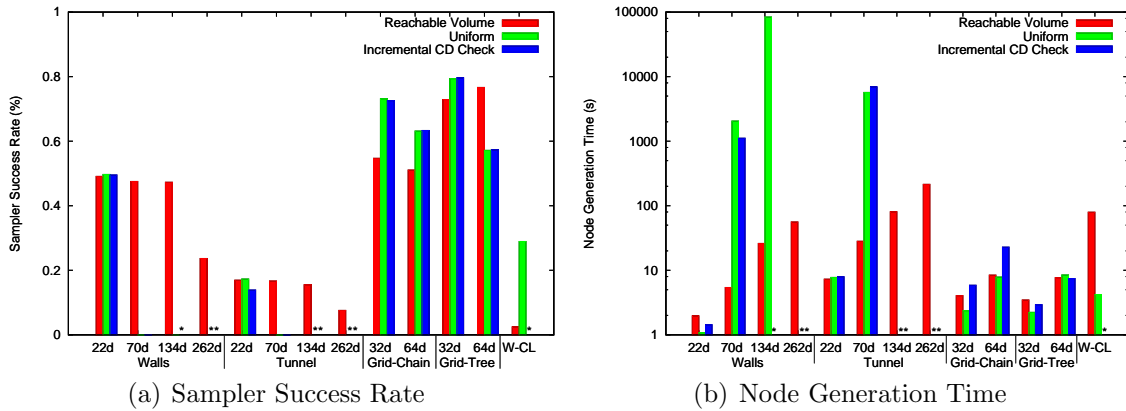 Reachable Volume
Uniform
Incremental CD Check
Sampler Success Rate (%)
1
0.8
0.6
0.4
0.2
0
* ** ** ** *
22d 70d 134d 262d 22d 70d 134d 262d 32d 64d 32d 64d W-CL
Walls Tunnel Grid-Chain Grid-Tree
(a) Sampler Success Rate
Reachable Volume
Uniform
Incremental CD Check
Node Generation Time (s)
100000
10000
1000
100
10
1
* ** ** ** *
22d 70d 134d 262d 22d 70d 134d 262d 32d 64d 32d 64d W-CL
Walls Tunnel Grid-Chain Grid-Tree
(b) Node Generation Time